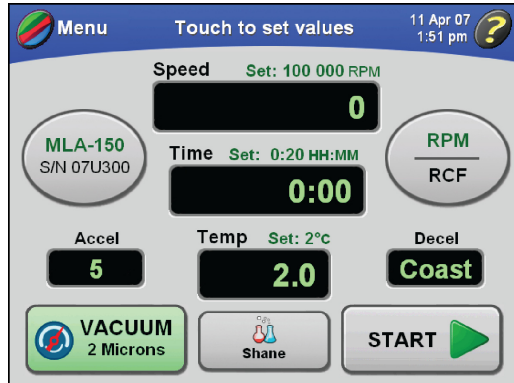 Menu
Touch to set values
11 Apr 07
1:51 pm
?
Speed Set: 100 000 RPM
0
MLA-150
S/N 07U300
Time Set: 0:20 HH:MM
0:00
RPM
RCF
Accel
5
Temp Set: 2°c
2.0
Decel
Coast
VACUUM
2 Microns
Shane
START